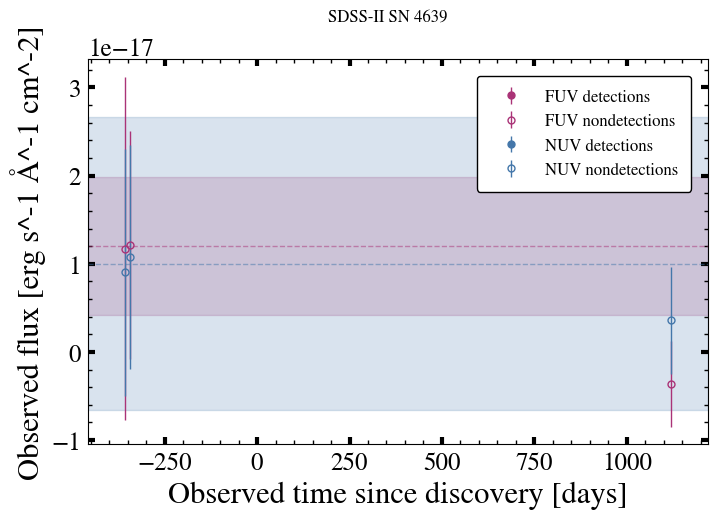 SDSS-II SN 4639
1e−17
Observed flux [erg s^-1 Å^-1 cm^-2]
3
2
1
0
−1
FUV detections
FUV nondetections
NUV detections
NUV nondetections
−250 0 250 500 750 1000
Observed time since discovery [days]